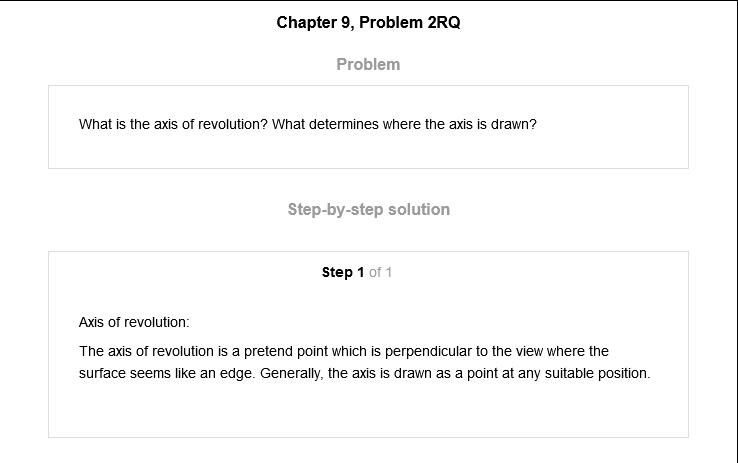 Chapter 9, Problem 2RQ
Problem
What is the axis of revolution? What determines where the axis is drawn?
Step-by-step solution
Step 1 of 1
Axis of revolution:
The axis of revolution is a pretend point which is perpendicular to the view where the
surface seems like an edge. Generally, the axis is drawn as a point at any suitable position.